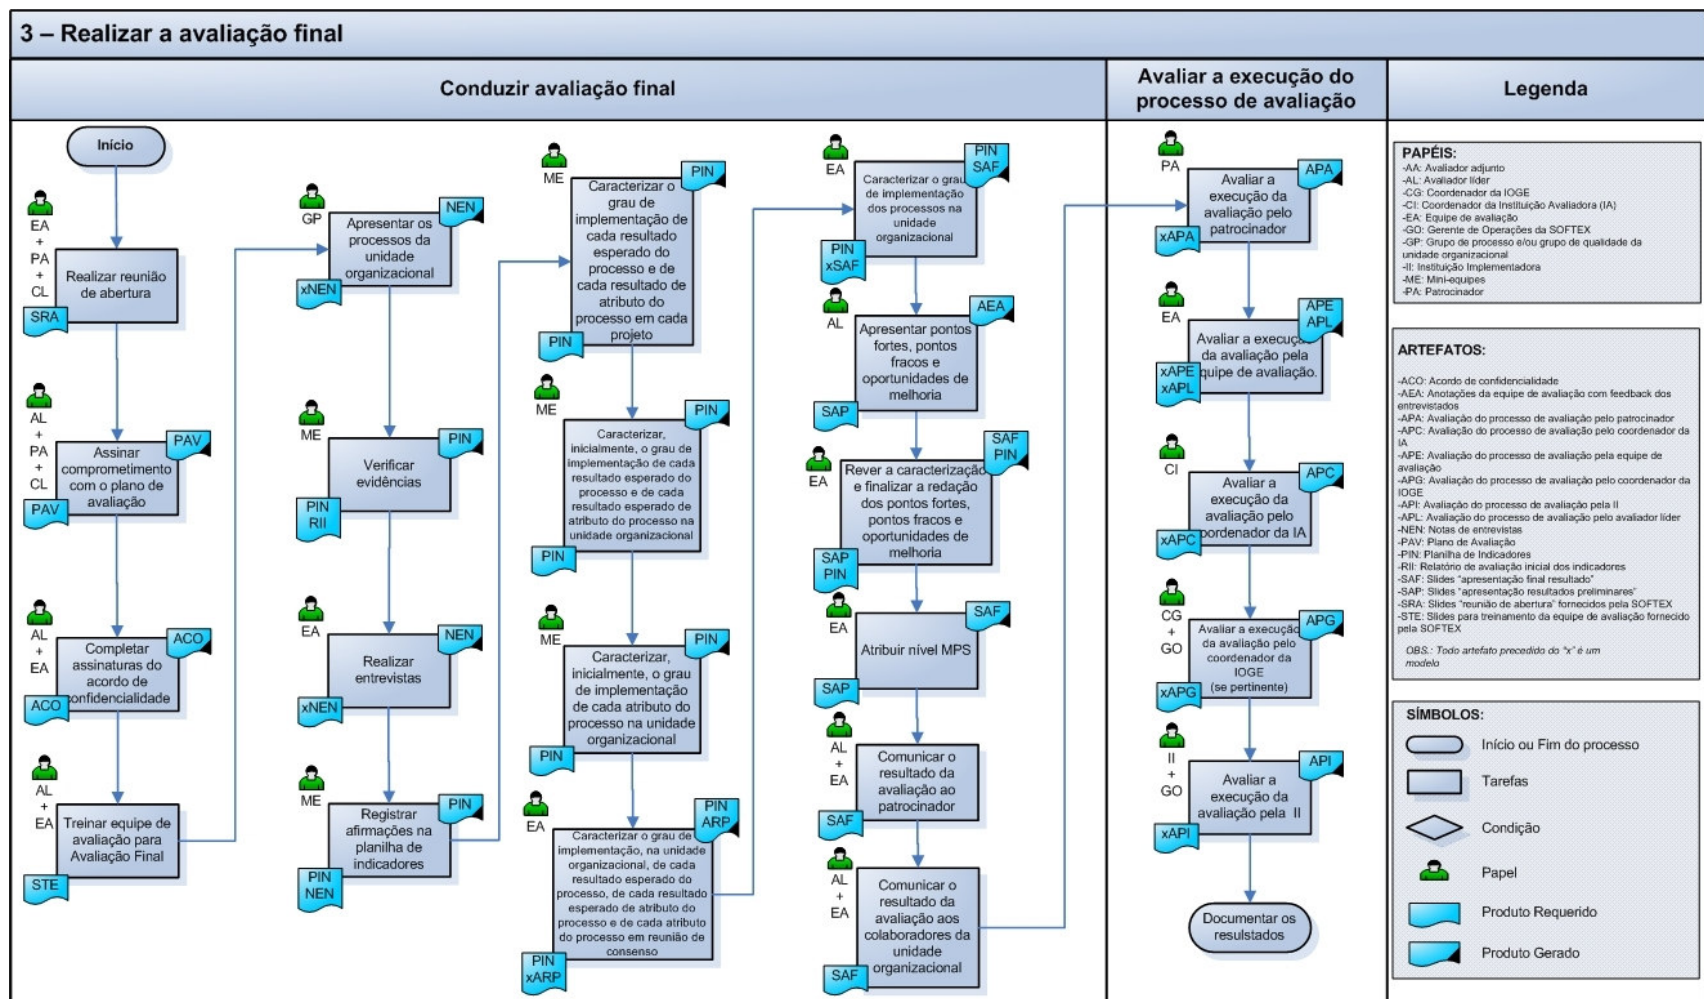 3 – Realizar a avaliação final
Conduzir avaliação final
Avaliar a execução do
processo de avaliação
Legenda
Início
EA
+
PA
+
CL
Realizar reunião
de abertura
SRA
AL
+
PA
+
CL
PAV
Assinar
comprometimento
com o plano de
avaliação
PAV
AL
+
EA
ACO
Completar
assinaturas do
acordo de
confidencialidade
ACO
AL
+
EA
Treinar equipe de
avaliação para
Avaliação Final
STE
GP
NEN
Apresentar os
processos da
unidade
organizacional
xNEN
ME
PIN
Verificar
evidências
PIN
RII
EA
NEN
Realizar
entrevistas
xNEN
ME
PIN
Registrar
afirmações na
planilha de
indicadores
PIN
NEN
ME
PIN
Caracterizar o
grau de
implementação de
cada resultado
esperado do
processo e de
cada resultado de
atributo do
processo em cada
projeto
PIN
ME
PIN
Caracterizar,
inicialmente, o grau de
implementação de cada
resultado esperado do
processo e de cada
resultado esperado de
atributo do processo na
unidade organizacional
PIN
ME
PIN
Caracterizar,
inicialmente, o grau
de implementação
de cada atributo do
processo na unidade
organizacional
PIN
EA
PIN
ARP
Caracterizar o grau de
implementação, na unidade
organizacional, de cada
resultado esperado do
processo, de cada resultado
esperado de atributo do
processo e de cada atributo
do processo em reunião de
consenso
PIN
xARP
EA
PIN
SAF
Caracterizar o grau
de implementação
dos processos na
unidade
organizacional
PIN
xSAF
AL
AEA
Apresentar pontos
fortes, pontos
fracos e
oportunidades de
melhoria
SAP
EA
SAF
PIN
Rever a caracterização
e finalizar a redação
dos pontos fortes,
pontos fracos e
oportunidades de
melhoria
SAP
PIN
EA
SAF
Atribuir nível MPS
SAP
AL
+
EA
Comunicar o
resultado da
avaliação ao
patrocinador
SAF
AL
+
EA
Comunicar o
resultado da
avaliação aos
colaboradores da
unidade
organizacional
SAF
PA
APA
Avaliar a
execução da
avaliação pelo
patrocinador
xAPA
EA
APE
APL
Avaliar a execução
da avaliação pela
equipe de avaliação.
xAPE
xAPL
CI
APC
Avaliar a
execução da
avaliação pelo
coordenador da IA
xAPC
CG
+
GO
APG
Avaliar a execução
da avaliação pelo
coordenador da
IOGE
(se pertinente)
xAPG
II
+
GO
API
Avaliar a
execução da
avaliação pela II
xAPI
Documentar os
resulstados
PAPÉIS:
-AA: Avaliador adjunto
-AL: Avaliador líder
-CG: Coordenador da IOGE
-CI: Coordenador da Instituição Avaliadora (IA)
-EA: Equipe de avaliação
-GO: Gerente de Operações da SOFTEX
-GP: Grupo de processo e/ou grupo de qualidade da
unidade organizacional
-II: Instituição Implementadora
-ME: Mini-equipes
-PA: Patrocinador
ARTEFATOS:
-ACO: Acordo de confidencialidade
-AEA: Anotações da equipe de avaliação com feedback dos
entrevistados
-APA: Avaliação do processo de avaliação pelo patrocinador
-APC: Avaliação do processo de avaliação pelo coordenador da
IA
-APE: Avaliação do processo de avaliação pela equipe de
avaliação
-APG: Avaliação do processo de avaliação pelo coordenador da
IOGE
-API: Avaliação do processo de avaliação pela II
-APL: Avaliação do processo de avaliação pelo avaliador líder
-NEN: Notas de entrevistas
-PAV: Plano de Avaliação
-PIN: Planilha de Indicadores
-RII: Relatório de avaliação inicial dos indicadores
-SAF: Slides "apresentação final resultado"
-SAP: Slides "apresentação resultados preliminares"
-SRA: Slides "reunião de abertura" fornecidos pela SOFTEX
-STE: Slides para treinamento da equipe de avaliação fornecido
pela SOFTEX
OBS.: Todo artefato precedido do "x" é um
modelo
SÍMBOLOS:
Início ou Fim do processo
Tarefas
Condição
Papel
Produto Requerido
Produto Gerado